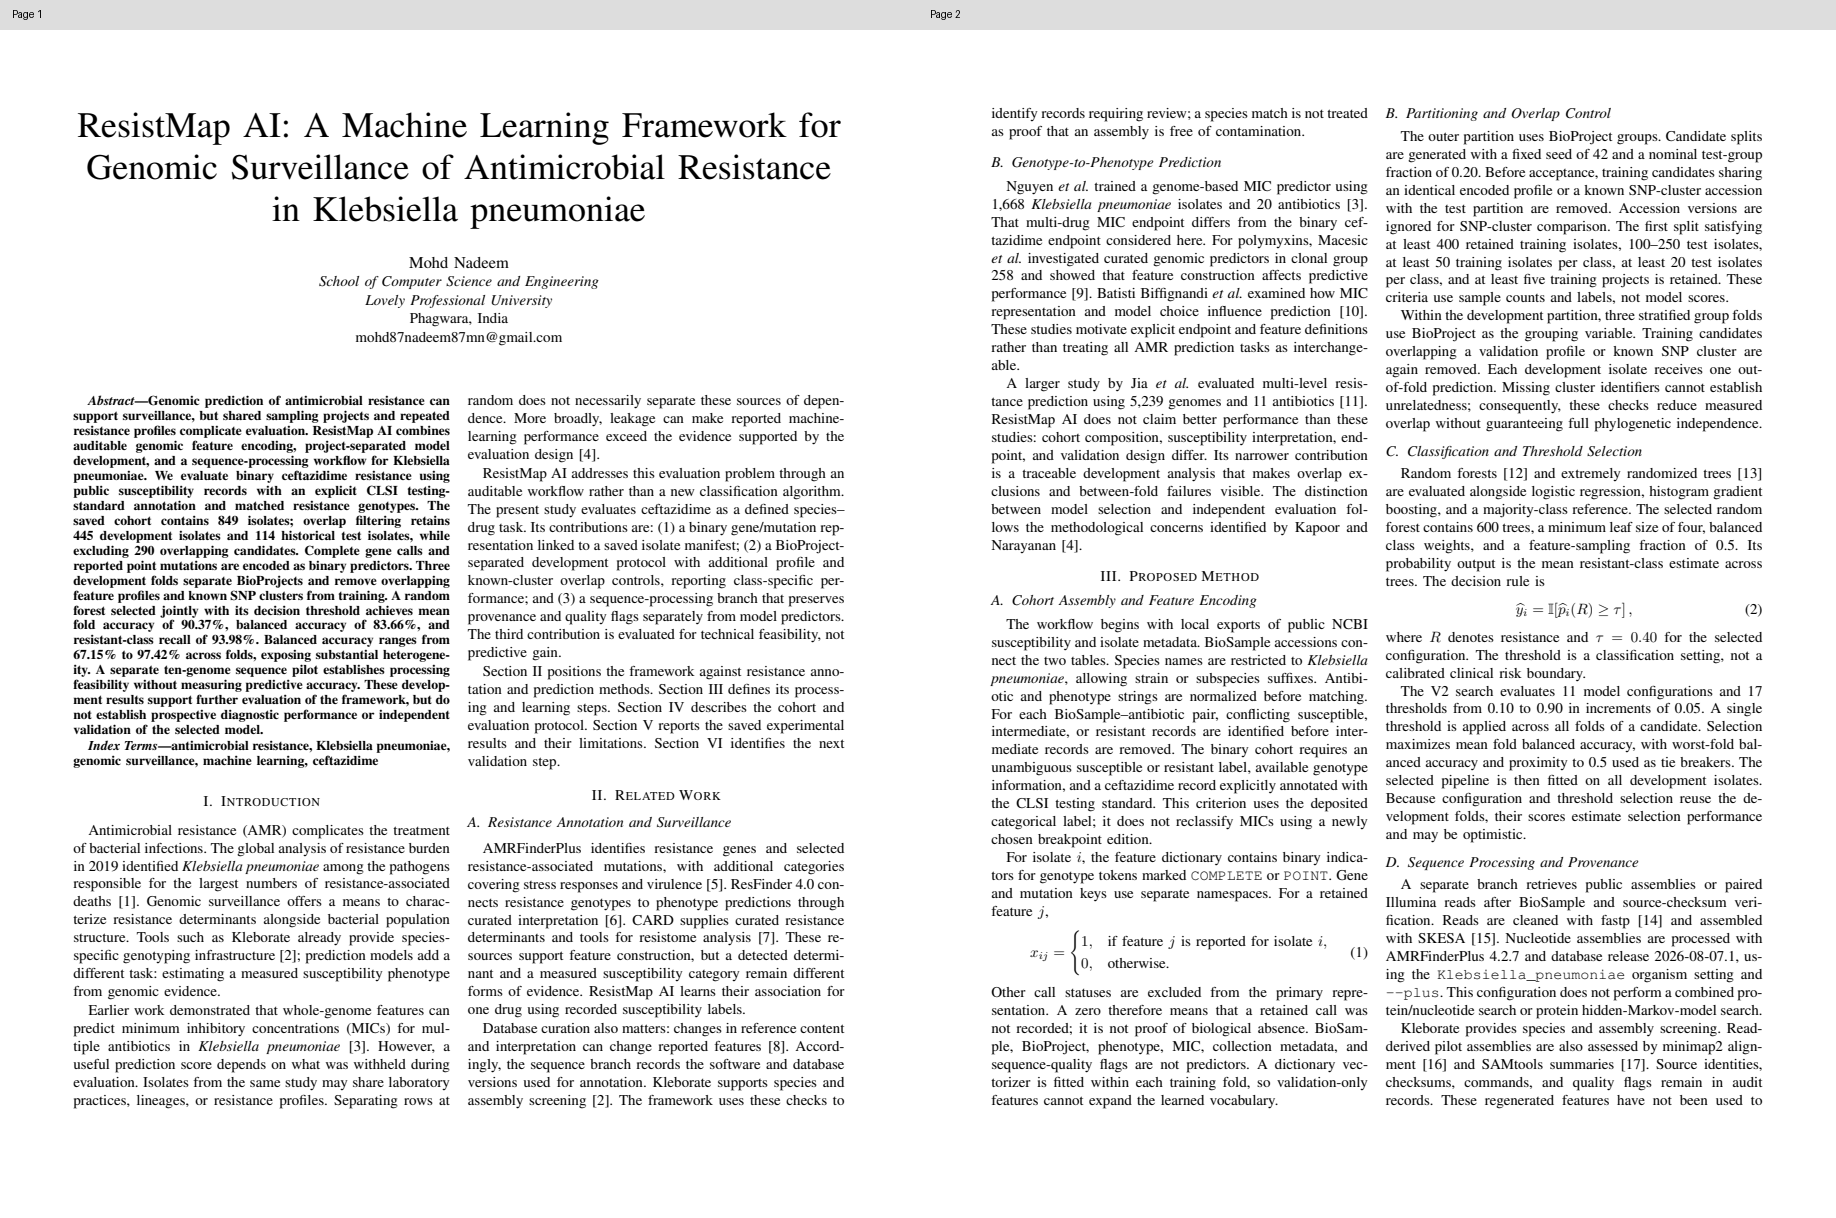 Page 1
Page 2
ResistMap AI: A Machine Learning Framework for
Genomic Surveillance of Antimicrobial Resistance
in Klebsiella pneumoniae
Mohd Nadeem
School of Computer Science and Engineering
Lovely Professional University
Phagwara, India
mohd87nadeem87mn@gmail.com
Abstract—Genomic prediction of antimicrobial resistance can
support surveillance, but shared sampling projects and repeated
resistance profiles complicate evaluation. ResistMap AI combines
auditable genomic feature encoding, project-separated model
development, and a sequence-processing workflow for Klebsiella
pneumoniae. We evaluate binary ceftazidime resistance using
public susceptibility records with an explicit CLSI testing-
standard annotation and matched resistance genotypes. The
saved cohort contains 849 isolates; overlap filtering retains
445 development isolates and 114 historical test isolates, while
excluding 290 overlapping candidates. Complete gene calls and
reported point mutations are encoded as binary predictors. Three
development folds separate BioProjects and remove overlapping
feature profiles and known SNP clusters from training. A random
forest selected jointly with its decision threshold achieves mean
fold accuracy of 90.37%, balanced accuracy of 83.66%, and
resistant-class recall of 93.98%. Balanced accuracy ranges from
67.15% to 97.42% across folds, exposing substantial heterogene-
ity. A separate ten-genome sequence pilot establishes processing
feasibility without measuring predictive accuracy. These develop-
ment results support further evaluation of the framework, but do
not establish prospective diagnostic performance or independent
validation of the selected model.
Index Terms—antimicrobial resistance, Klebsiella pneumoniae,
genomic surveillance, machine learning, ceftazidime
I. INTRODUCTION
Antimicrobial resistance (AMR) complicates the treatment
of bacterial infections. The global analysis of resistance burden
in 2019 identified Klebsiella pneumoniae among the pathogens
responsible for the largest numbers of resistance-associated
deaths [1]. Genomic surveillance offers a means to charac-
terize resistance determinants alongside bacterial population
structure. Tools such as Kleborate already provide species-
specific genotyping infrastructure [2]; prediction models add a
different task: estimating a measured susceptibility phenotype
from genomic evidence.
Earlier work demonstrated that whole-genome features can
predict minimum inhibitory concentrations (MICs) for mul-
tiple antibiotics in Klebsiella pneumoniae [3]. However, a
useful prediction score depends on what was withheld during
evaluation. Isolates from the same study may share laboratory
practices, lineages, or resistance profiles. Separating rows at
random does not necessarily separate these sources of depen-
dence. More broadly, leakage can make reported machine-
learning performance exceed the evidence supported by the
evaluation design [4].
ResistMap AI addresses this evaluation problem through an
auditable workflow rather than a new classification algorithm.
The present study evaluates ceftazidime as a defined species–
drug task. Its contributions are: (1) a binary gene/mutation rep-
resentation linked to a saved isolate manifest; (2) a BioProject-
separated development protocol with additional profile and
known-cluster overlap controls, reporting class-specific per-
formance; and (3) a sequence-processing branch that preserves
provenance and quality flags separately from model predictors.
The third contribution is evaluated for technical feasibility, not
predictive gain.
Section II positions the framework against resistance anno-
tation and prediction methods. Section III defines its process-
ing and learning steps. Section IV describes the cohort and
evaluation protocol. Section V reports the saved experimental
results and their limitations. Section VI identifies the next
validation step.
II. RELATED WORK
A. Resistance Annotation and Surveillance
AMRFinderPlus identifies resistance genes and selected
resistance-associated mutations, with additional categories
covering stress responses and virulence [5]. ResFinder 4.0 con-
nects resistance genotypes to phenotype predictions through
curated interpretation [6]. CARD supplies curated resistance
determinants and tools for resistome analysis [7]. These re-
sources support feature construction, but a detected determi-
nant and a measured susceptibility category remain different
forms of evidence. ResistMap AI learns their association for
one drug using recorded susceptibility labels.
Database curation also matters: changes in reference content
and interpretation can change reported features [8]. Accord-
ingly, the sequence branch records the software and database
versions used for annotation. Kleborate supports species and
assembly screening [2]. The framework uses these checks to
identify records requiring review; a species match is not treated
as proof that an assembly is free of contamination.
B. Genotype-to-Phenotype Prediction
Nguyen et al. trained a genome-based MIC predictor using
1,668 Klebsiella pneumoniae isolates and 20 antibiotics [3].
That multi-drug MIC endpoint differs from the binary cef-
tazidime endpoint considered here. For polymyxins, Macesic
et al. investigated curated genomic predictors in clonal group
258 and showed that feature construction affects predictive
performance [9]. Batisti Biffignandi et al. examined how MIC
representation and model choice influence prediction [10].
These studies motivate explicit endpoint and feature definitions
rather than treating all AMR prediction tasks as interchange-
able.
A larger study by Jia et al. evaluated multi-level resis-
tance prediction using 5,239 genomes and 11 antibiotics [11].
ResistMap AI does not claim better performance than these
studies: cohort composition, susceptibility interpretation, end-
point, and validation design differ. Its narrower contribution
is a traceable development analysis that makes overlap ex-
clusions and between-fold failures visible. The distinction
between model selection and independent evaluation fol-
lows the methodological concerns identified by Kapoor and
Narayanan [4].
III. PROPOSED METHOD
A. Cohort Assembly and Feature Encoding
The workflow begins with local exports of public NCBI
susceptibility and isolate metadata. BioSample accessions con-
nect the two tables. Species names are restricted to Klebsiella
pneumoniae, allowing strain or subspecies suffixes. Antibi-
otic and phenotype strings are normalized before matching.
For each BioSample–antibiotic pair, conflicting susceptible,
intermediate, or resistant records are identified before inter-
mediate records are removed. The binary cohort requires an
unambiguous susceptible or resistant label, available genotype
information, and a ceftazidime record explicitly annotated with
the CLSI testing standard. This criterion uses the deposited
categorical label; it does not reclassify MICs using a newly
chosen breakpoint edition.
For isolate i, the feature dictionary contains binary indica-
tors for genotype tokens marked COMPLETE or POINT. Gene
and mutation keys use separate namespaces. For a retained
feature j,
x_{ij} = { 1, if feature j is reported for isolate i, (1)
0, otherwise.
Other call statuses are excluded from the primary repre-
sentation. A zero therefore means that a retained call was
not recorded; it is not proof of biological absence. BioSam-
ple, BioProject, phenotype, MIC, collection metadata, and
sequence-quality flags are not predictors. A dictionary vec-
torizer is fitted within each training fold, so validation-only
features cannot expand the learned vocabulary.
B. Partitioning and Overlap Control
The outer partition uses BioProject groups. Candidate splits
are generated with a fixed seed of 42 and a nominal test-group
fraction of 0.20. Before acceptance, training candidates sharing
an identical encoded profile or a known SNP-cluster accession
with the test partition are removed. Accession versions are
ignored for SNP-cluster comparison. The first split satisfying
at least 400 retained training isolates, 100–250 test isolates,
at least 50 training isolates per class, at least 20 test isolates
per class, and at least five training projects is retained. These
criteria use sample counts and labels, not model scores.
Within the development partition, three stratified group folds
use BioProject as the grouping variable. Training candidates
overlapping a validation profile or known SNP cluster are
again removed. Each development isolate receives one out-
of-fold prediction. Missing cluster identifiers cannot establish
unrelatedness; consequently, these checks reduce measured
overlap without guaranteeing full phylogenetic independence.
C. Classification and Threshold Selection
Random forests [12] and extremely randomized trees [13]
are evaluated alongside logistic regression, histogram gradient
boosting, and a majority-class reference. The selected random
forest contains 600 trees, a minimum leaf size of four, balanced
class weights, and a feature-sampling fraction of 0.5. Its
probability output is the mean resistant-class estimate across
trees. The decision rule is
ŷ_i = 𝕀[p̂_i(R) ≥ τ], (2)
where R denotes resistance and τ = 0.40 for the selected
configuration. The threshold is a classification setting, not a
calibrated clinical risk boundary.
The V2 search evaluates 11 model configurations and 17
thresholds from 0.10 to 0.90 in increments of 0.05. A single
threshold is applied across all folds of a candidate. Selection
maximizes mean fold balanced accuracy, with worst-fold bal-
anced accuracy and proximity to 0.5 used as tie breakers. The
selected pipeline is then fitted on all development isolates.
Because configuration and threshold selection reuse the de-
velopment folds, their scores estimate selection performance
and may be optimistic.
D. Sequence Processing and Provenance
A separate branch retrieves public assemblies or paired
Illumina reads after BioSample and source-checksum veri-
fication. Reads are cleaned with fastp [14] and assembled
with SKESA [15]. Nucleotide assemblies are processed with
AMRFinderPlus 4.2.7 and database release 2026-08-07.1, us-
ing the Klebsiella_pneumoniae organism setting and
--plus. This configuration does not perform a combined pro-
tein/nucleotide search or protein hidden-Markov-model search.
Kleborate provides species and assembly screening. Read-
derived pilot assemblies are also assessed by minimap2 align-
ment [16] and SAMtools summaries [17]. Source identities,
checksums, commands, and quality flags remain in audit
records. These regenerated features have not been used to